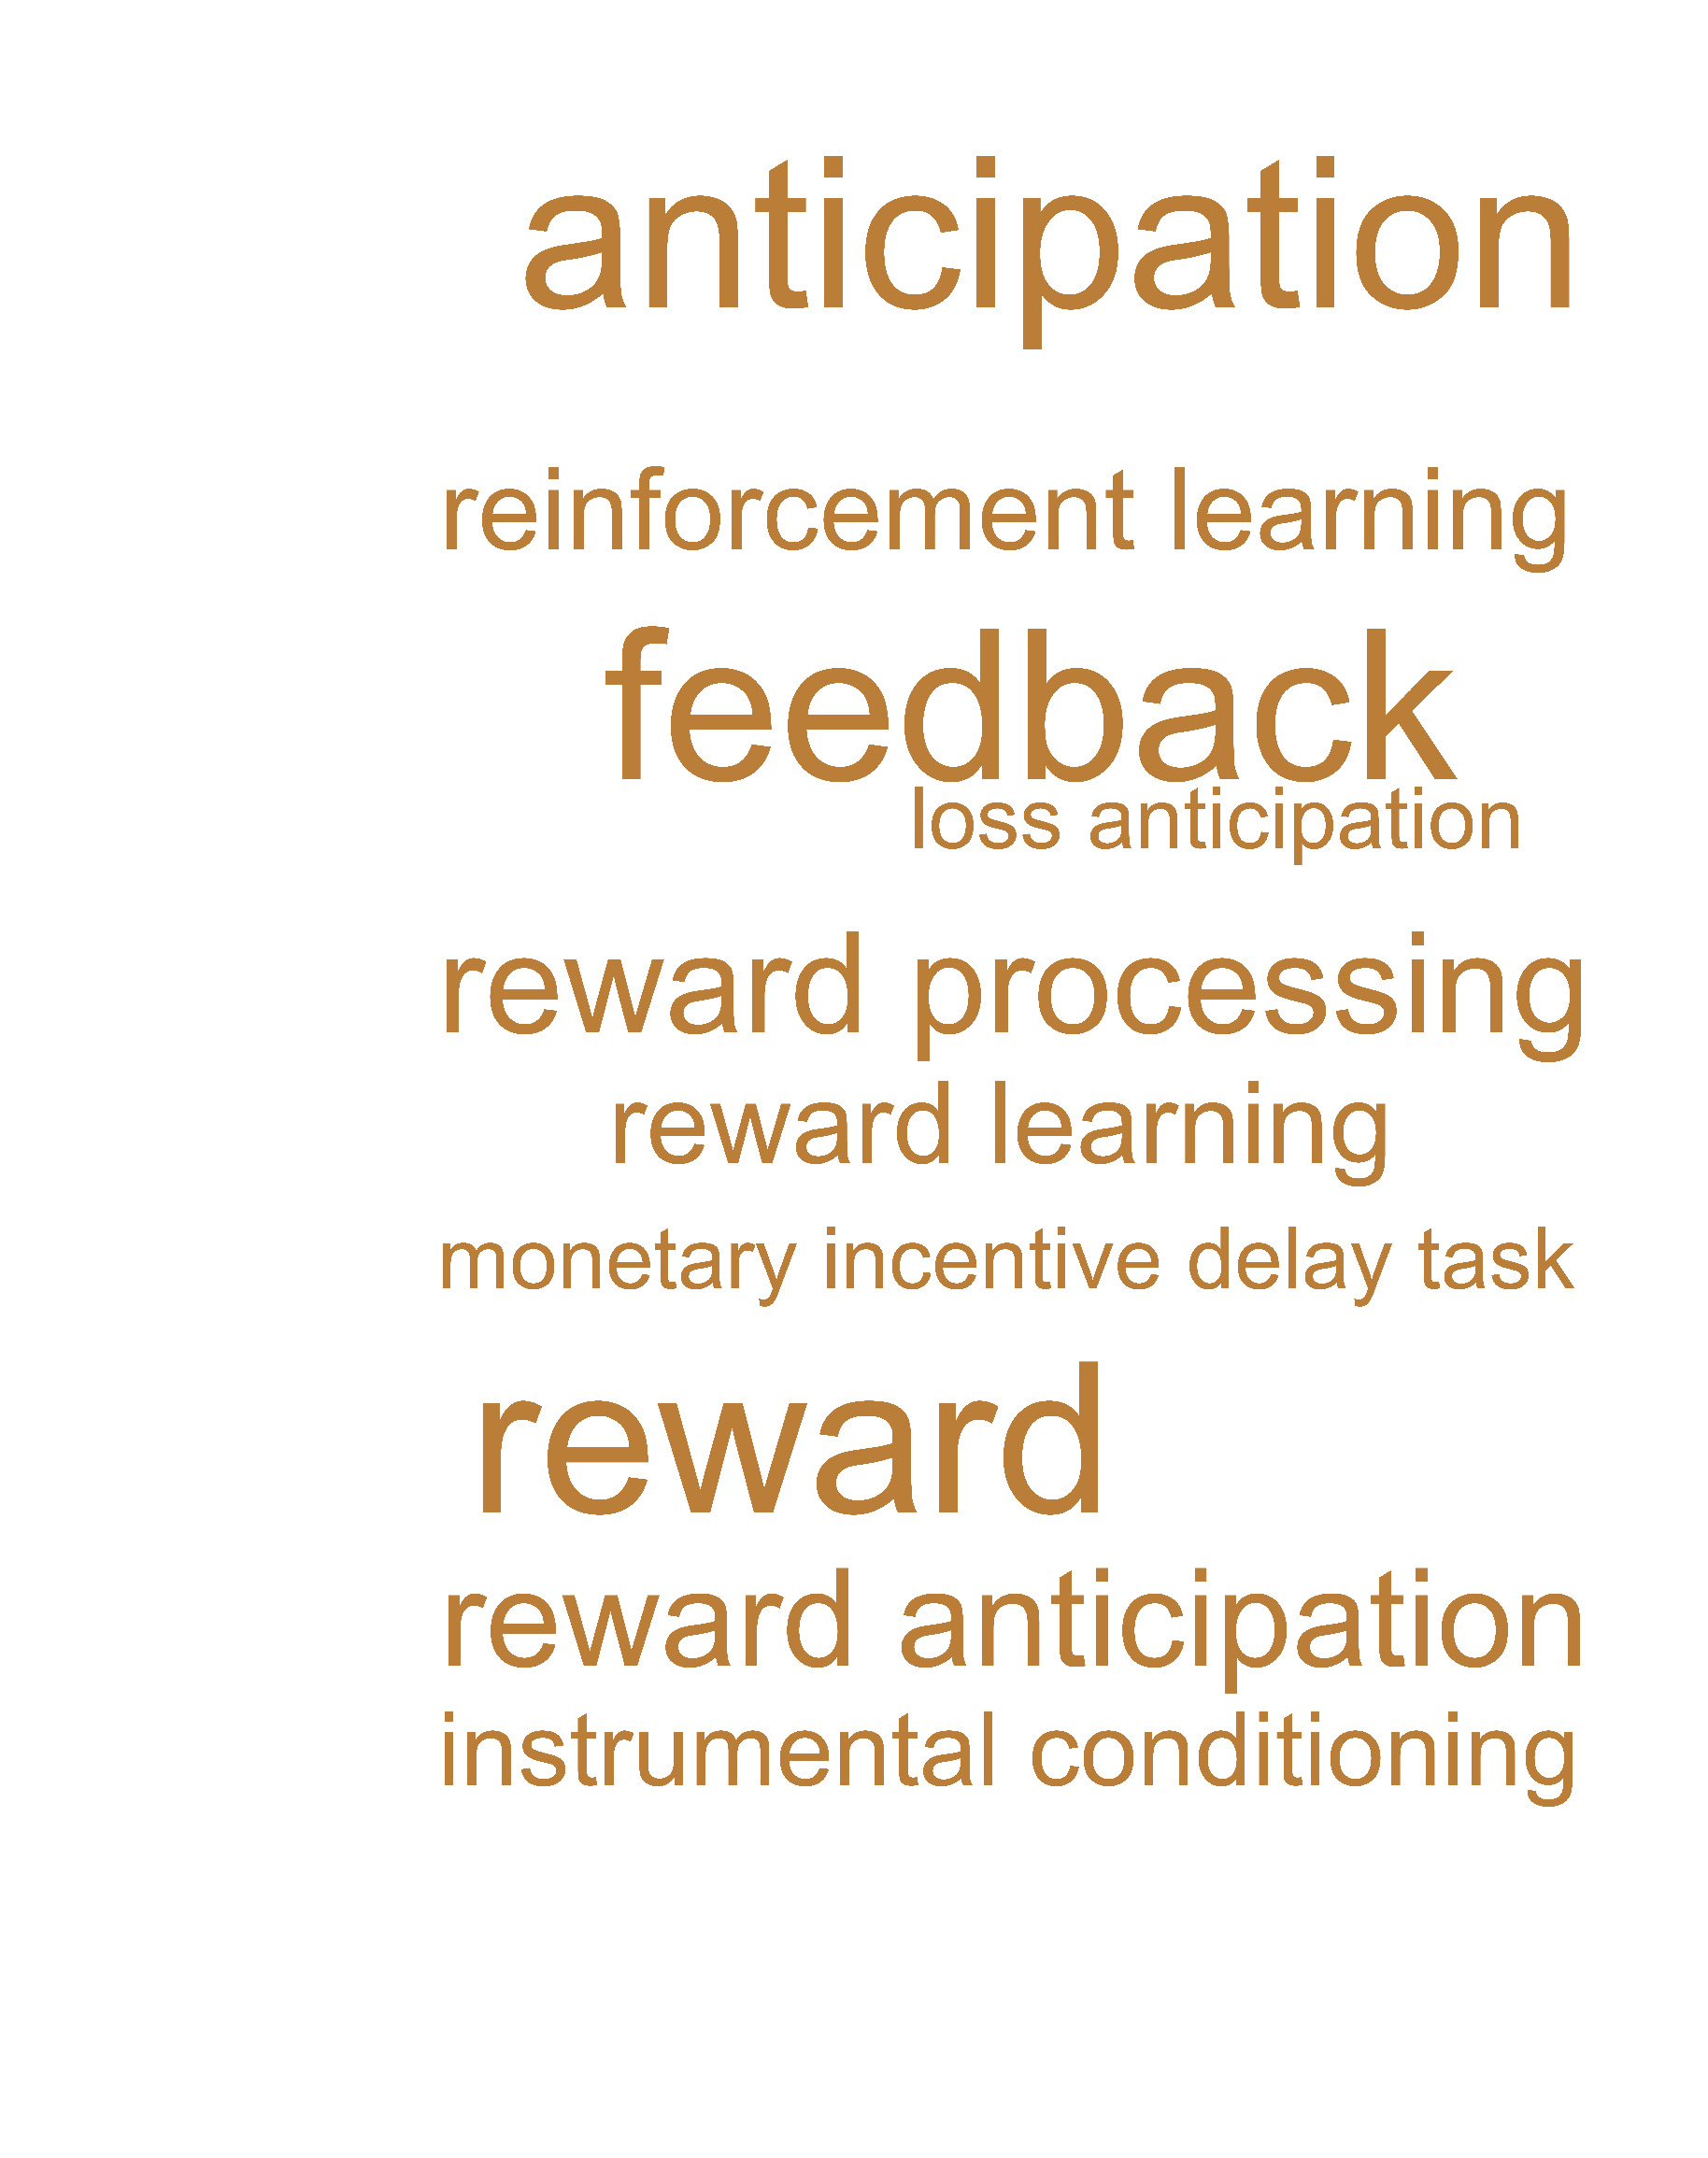 anticipation
reinforcement learning
feedback
loss anticipation
reward processing
reward learning
monetary incentive delay task
reward
reward anticipation
instrumental conditioning